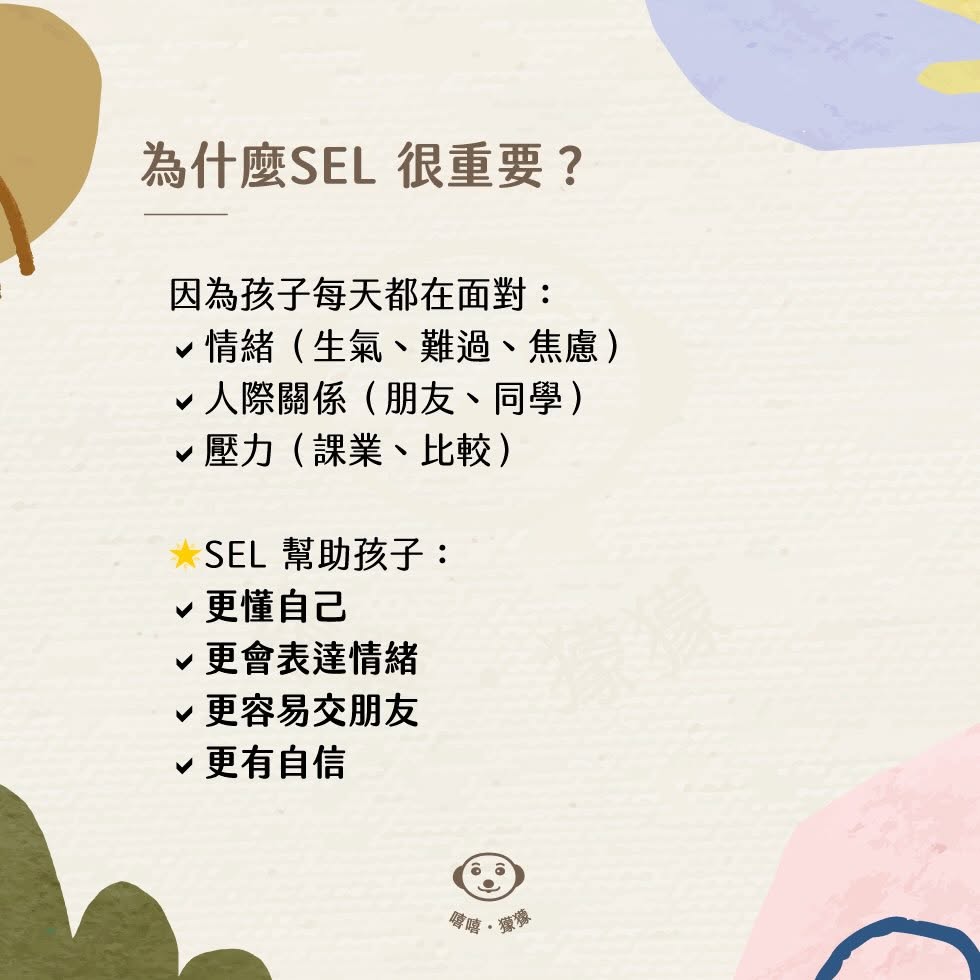 為什麼SEL 很重要？
因為孩子每天都在面對：
情緒（生氣、難過、焦慮）
人際關係（朋友、同學）
壓力（課業、比較）
SEL 幫助孩子：
更懂自己
更會表達情緒
更容易交朋友
更有自信
嘻嘻・獴獴